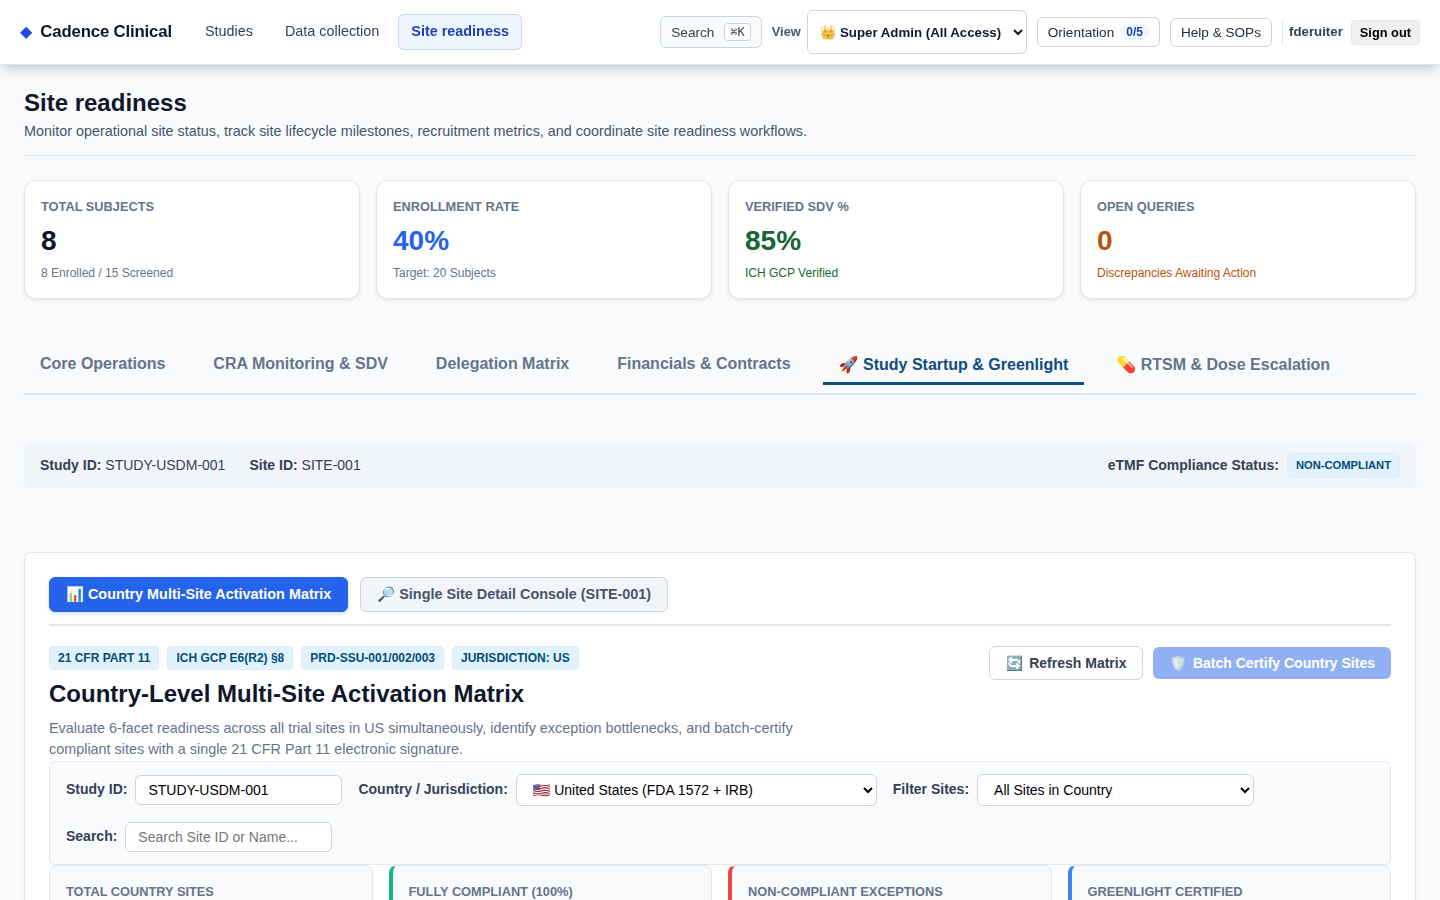 Cadence Clinical
Studies
Data collection
Site readiness
Search ⌘K
View
👑 Super Admin (All Access)
Orientation 0/5
Help & SOPs
fderuiter
Sign out
Site readiness
Monitor operational site status, track site lifecycle milestones, recruitment metrics, and coordinate site readiness workflows.
TOTAL SUBJECTS
8
8 Enrolled / 15 Screened
ENROLLMENT RATE
40%
Target: 20 Subjects
VERIFIED SDV %
85%
ICH GCP Verified
OPEN QUERIES
0
Discrepancies Awaiting Action
Core Operations
CRA Monitoring & SDV
Delegation Matrix
Financials & Contracts
🚀 Study Startup & Greenlight
💊 RTSM & Dose Escalation
Study ID: STUDY-USDM-001
Site ID: SITE-001
eTMF Compliance Status: NON-COMPLIANT
📊 Country Multi-Site Activation Matrix
🔎 Single Site Detail Console (SITE-001)
21 CFR PART 11
ICH GCP E6(R2) §8
PRD-SSU-001/002/003
JURISDICTION: US
🔄 Refresh Matrix
🛡️ Batch Certify Country Sites
Country-Level Multi-Site Activation Matrix
Evaluate 6-facet readiness across all trial sites in US simultaneously, identify exception bottlenecks, and batch-certify
compliant sites with a single 21 CFR Part 11 electronic signature.
Study ID: STUDY-USDM-001
Country / Jurisdiction: 🇺🇸 United States (FDA 1572 + IRB)
Filter Sites: All Sites in Country
Search: Search Site ID or Name...
TOTAL COUNTRY SITES
FULLY COMPLIANT (100%)
NON-COMPLIANT EXCEPTIONS
GREENLIGHT CERTIFIED